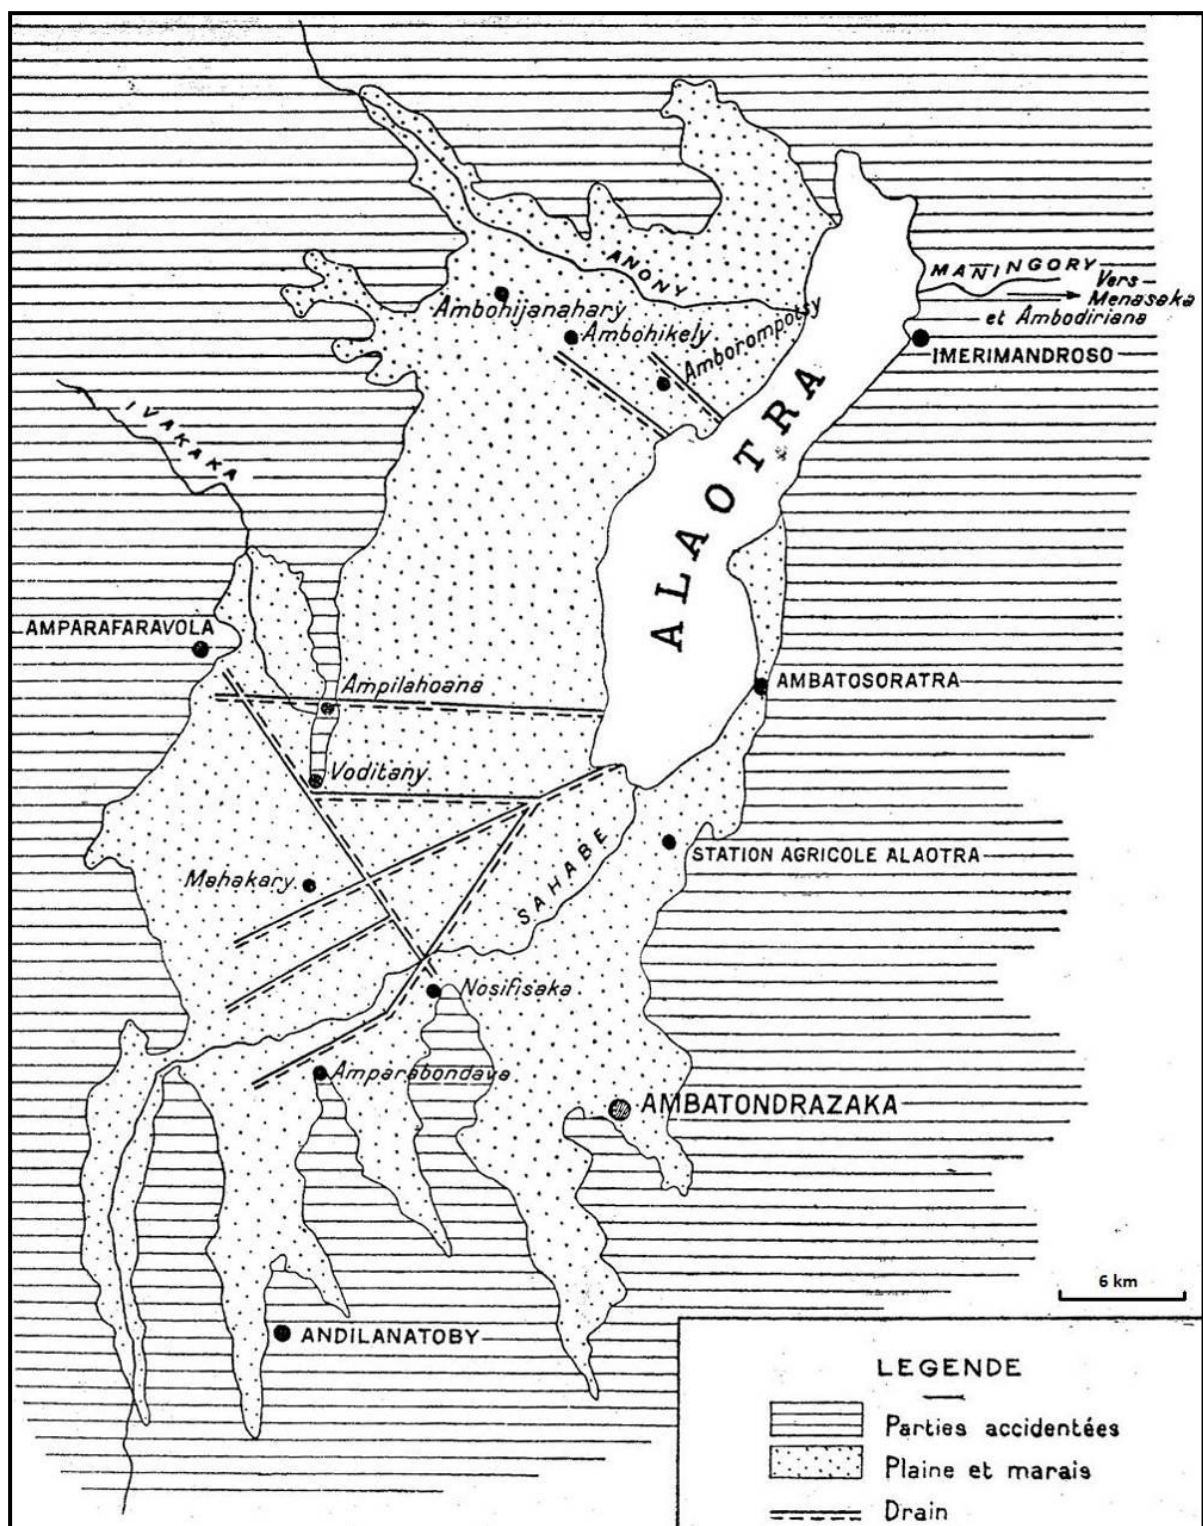 ANONY
MANINGORY
Vers
Menasaka
et Ambodiriana
Ambohijanahary
Ambohikely
Amborompotsy
IMERIMANDROSO
ALAOTRA
IVAKAKA
AMPARAFARAVOLA
Ampilahoana
AMBATOSORATRA
Voditany
STATION AGRICOLE ALAOTRA
SAHABE
Mahakary
Nosifisaka
Amparabondava
AMBATONDRAZAKA
6 km
ANDILANATOBY
LEGENDE
Parties accidentées
Plaine et marais
Drain